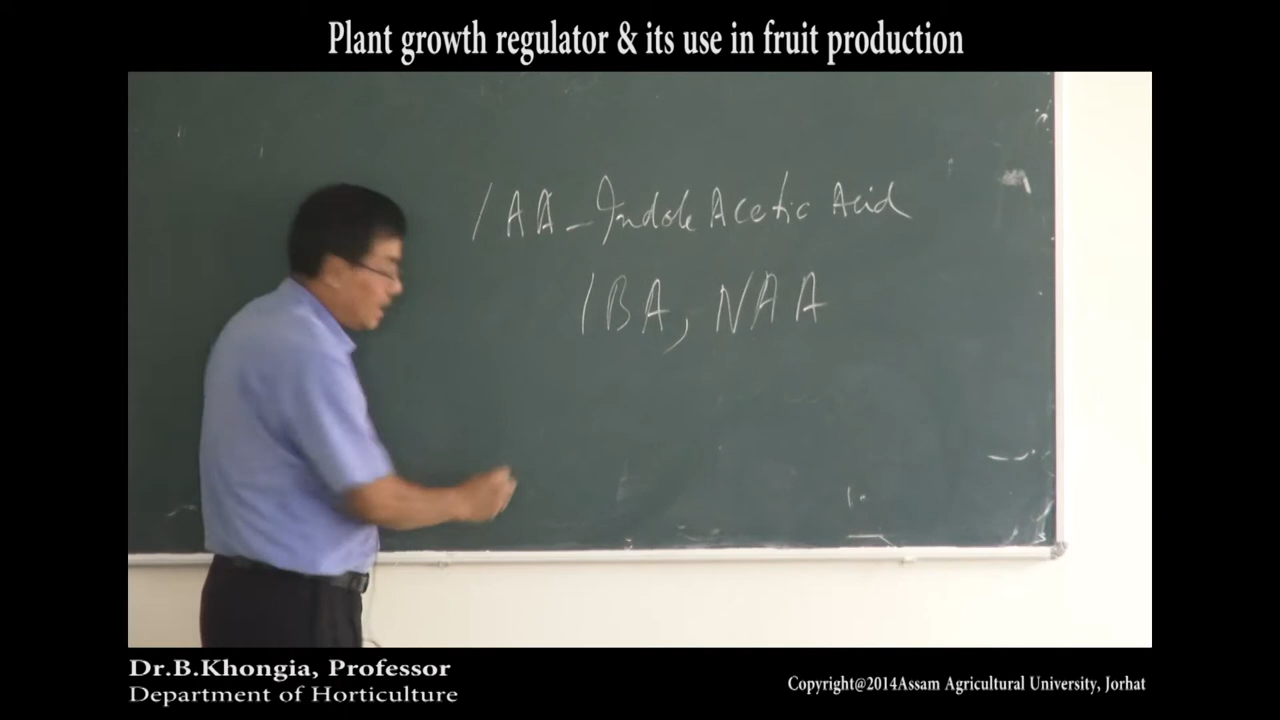 Plant growth regulator & its use in fruit production
IAA - Indole Acetic Acid
IBA, NAA
Dr.B.Khongia, Professor
Department of Horticulture
Copyright@2014Assam Agricultural University, Jorhat